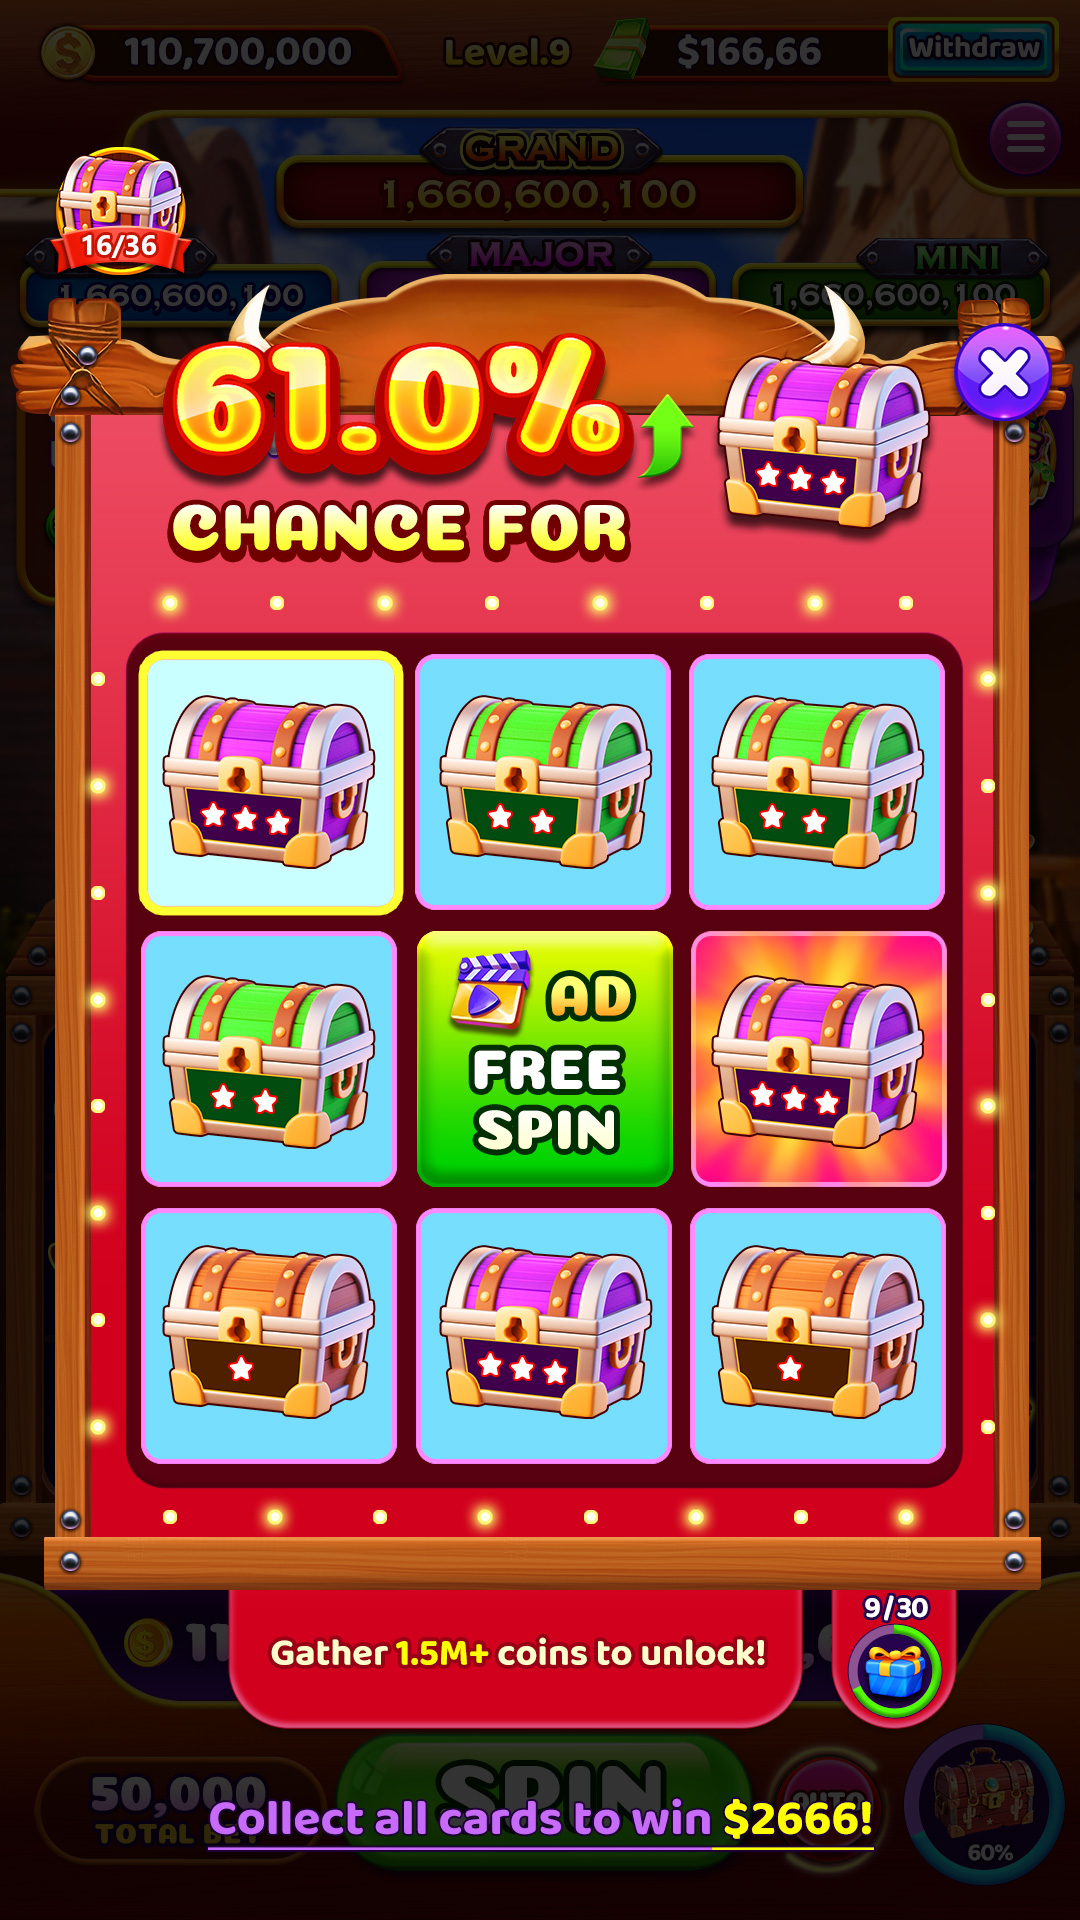 110,700,000
Level.9
$166,66
Withdraw
GRAND
1,660,600,100
16/36
MAJOR
MINI
1,660,600,100
1,660,600,100
61.0%
CHANCE FOR
AD
FREE
SPIN
9/30
Gather 1.5M+ coins to unlock!
50,000
SPIN
AUTO
TOTAL BET
Collect all cards to win $2666!
60%